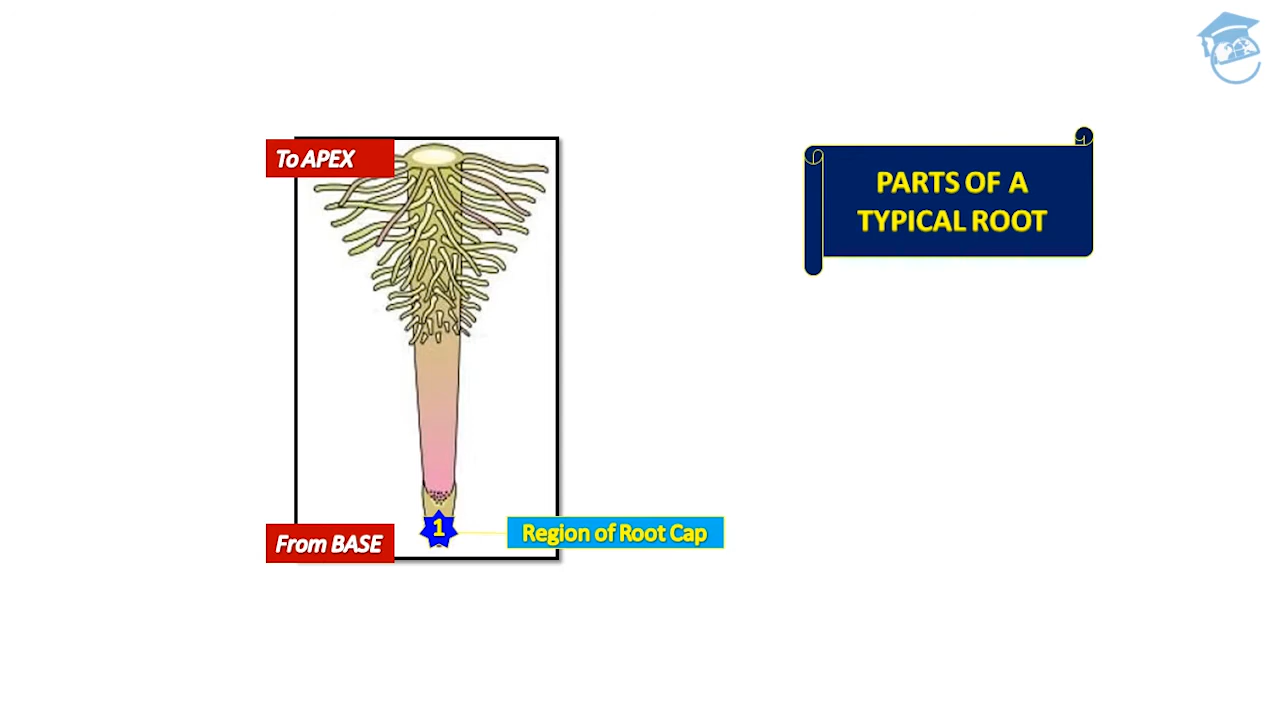 To APEX
PARTS OF A
TYPICAL ROOT
1
Region of Root Cap
From BASE